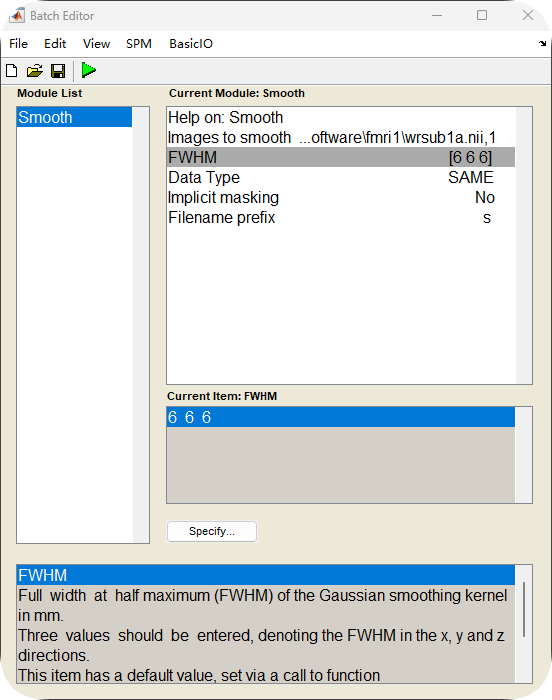 Batch Editor
File Edit View SPM BasicIO
Module List
Current Module: Smooth
Smooth
Help on: Smooth
Images to smooth ...oftware\fmri1\wrsub1a.nii,1
FWHM [6 6 6]
Data Type SAME
Implicit masking No
Filename prefix s
Current Item: FWHM
6 6 6
Specify...
FWHM
Full width at half maximum (FWHM) of the Gaussian smoothing kernel
in mm.
Three values should be entered, denoting the FWHM in the x, y and z
directions.
This item has a default value, set via a call to function